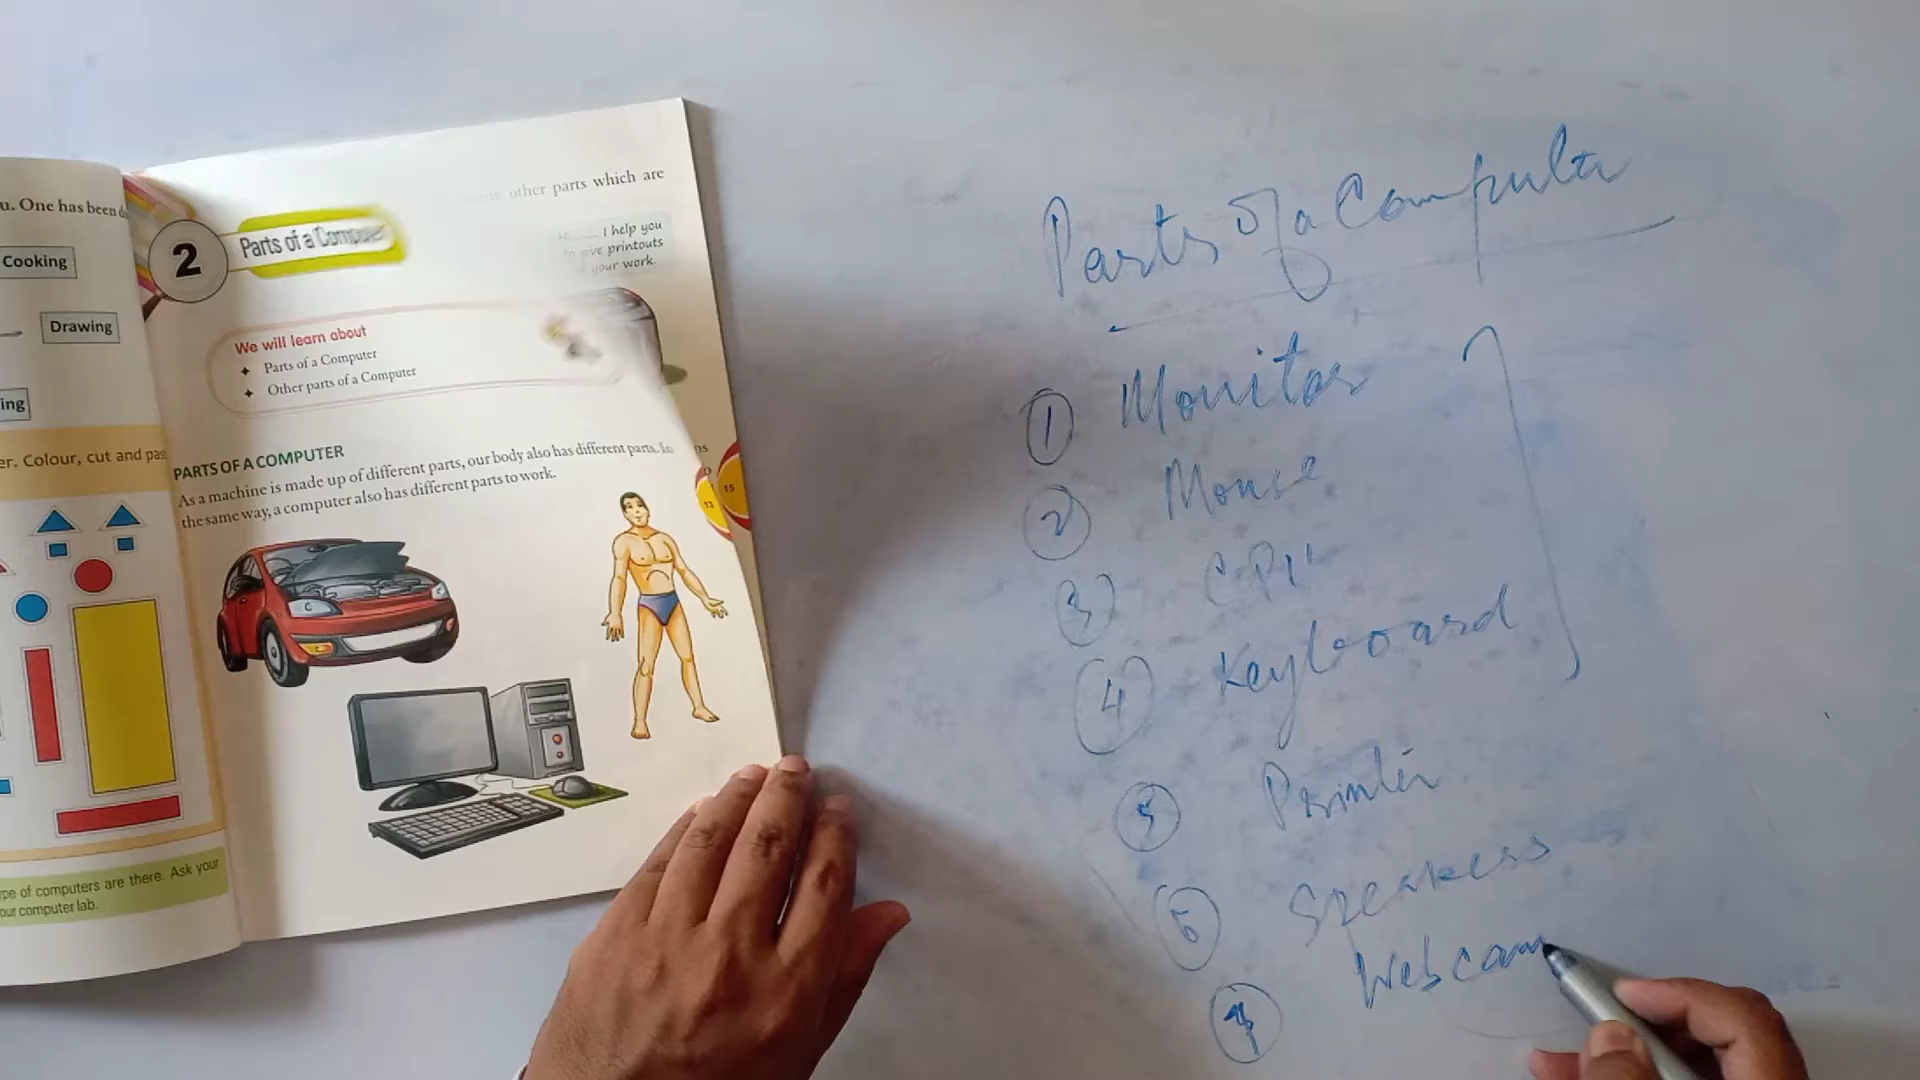 u. One has been d
Cooking
Drawing
ing
er. Colour, cut and pas
ype of computers are there. Ask your
our computer lab.
other parts which are
2
Parts of a Computer
I help you
give printouts
your work.
We will learn about
✦ Parts of a Computer
✦ Other parts of a Computer
PARTS OF A COMPUTER
As a machine is made up of different parts, our body also has different parts. In
the same way, a computer also has different parts to work.
13
15
Parts of a Computer
1 Monitor
2 Mouse
3 CPU
4 Keyboard
5 Printer
6 Speakers
7 Webcam